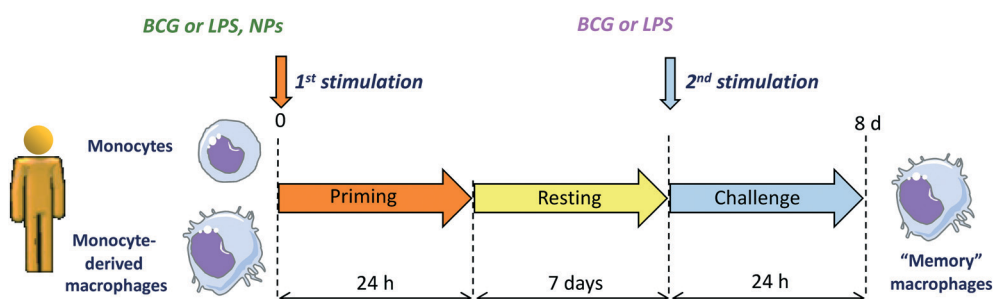 BCG or LPS, NPs
BCG or LPS
1st stimulation
2nd stimulation
0
8 d
Monocytes
Priming
Resting
Challenge
Monocyte-
derived
macrophages
24 h
7 days
24 h
“Memory”
macrophages